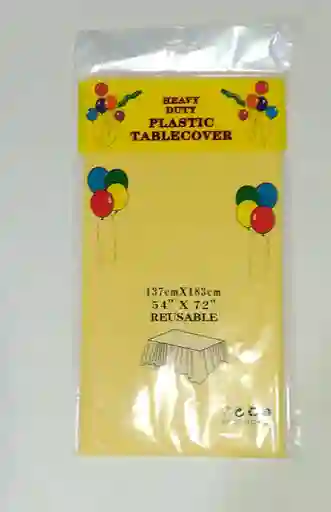 HEAVY
DUTY
PLASTIC
TABLECOVER
137cmX183cm
54" X 72"
REUSABLE